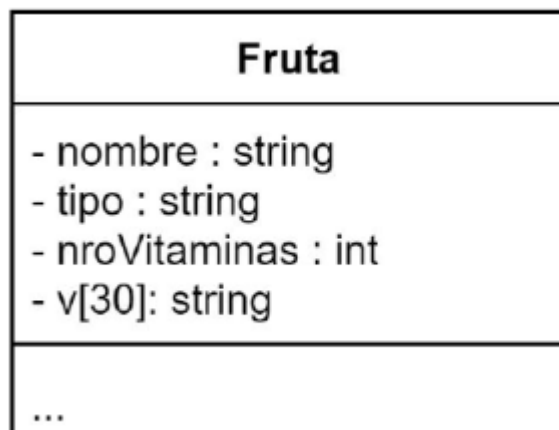 Fruta
- nombre : string
- tipo : string
- nroVitaminas : int
- v[30]: string
...